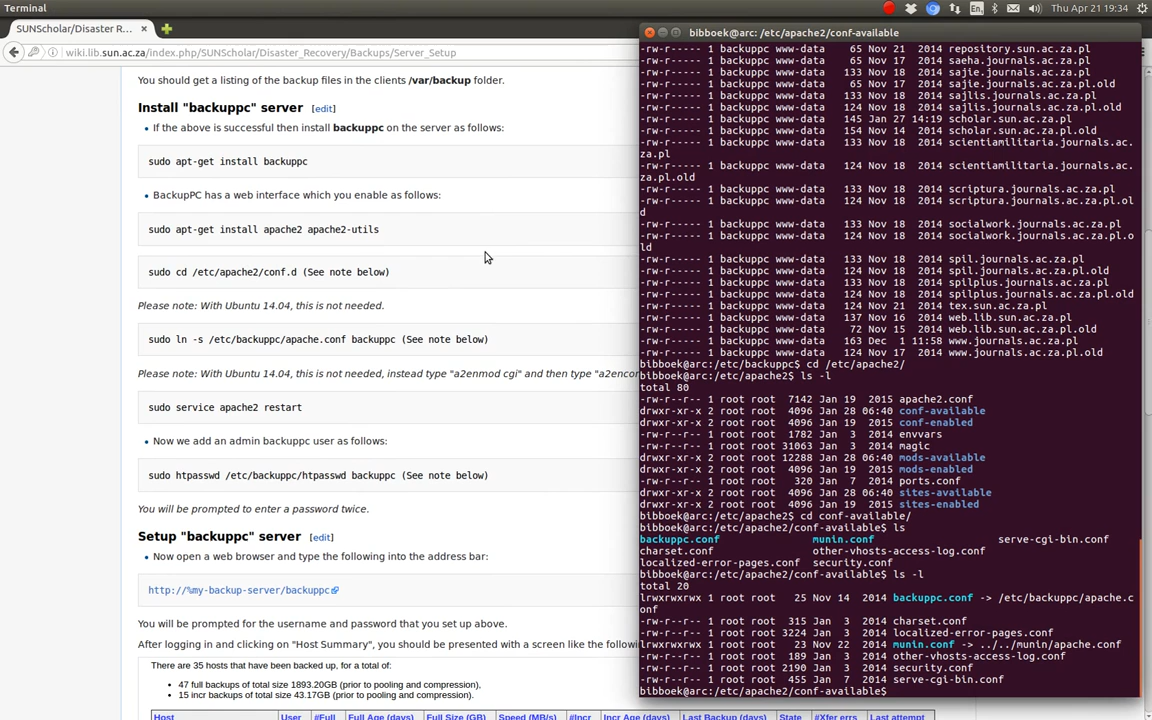 Terminal
En
Thu Apr 21 19:34
SUNScholar/Disaster R...
wiki.lib.sun.ac.za/index.php/SUNScholar/Disaster_Recovery/Backups/Server_Setup
You should get a listing of the backup files in the clients /var/backup folder.
Install "backuppc" server [edit]
If the above is successful then install backuppc on the server as follows:
sudo apt-get install backuppc
BackupPC has a web interface which you enable as follows:
sudo apt-get install apache2 apache2-utils
sudo cd /etc/apache2/conf.d (See note below)
Please note: With Ubuntu 14.04, this is not needed.
sudo ln -s /etc/backuppc/apache.conf backuppc (See note below)
Please note: With Ubuntu 14.04, this is not needed, instead type "a2enmod cgi" and then type "a2encon
sudo service apache2 restart
Now we add an admin backuppc user as follows:
sudo htpasswd /etc/backuppc/htpasswd backuppc (See note below)
You will be prompted to enter a password twice.
Setup "backuppc" server [edit]
Now open a web browser and type the following into the address bar:
http://%my-backup-server/backuppc
You will be prompted for the username and password that you set up above.
After logging in and clicking on "Host Summary", you should be presented with a screen like the followi
There are 35 hosts that have been backed up, for a total of:
47 full backups of total size 1893.20GB (prior to pooling and compression),
15 incr backups of total size 43.17GB (prior to pooling and compression).
Host User #Full Full Age (days) Full Size (GB) Speed (MB/s) #Incr Incr Age (days) Last Backup (days) State #Xfer errs Last attempt
bibboek@arc: /etc/apache2/conf-available
-rw-r----- 1 backuppc www-data 65 Nov 21 2014 repository.sun.ac.za.pl
-rw-r----- 1 backuppc www-data 65 Nov 17 2014 saeha.journals.ac.za.pl
-rw-r----- 1 backuppc www-data 133 Nov 18 2014 sajie.journals.ac.za.pl
-rw-r----- 1 backuppc www-data 65 Nov 17 2014 sajie.journals.ac.za.pl.old
-rw-r----- 1 backuppc www-data 133 Nov 18 2014 sajlis.journals.ac.za.pl
-rw-r----- 1 backuppc www-data 124 Nov 18 2014 sajlis.journals.ac.za.pl.old
-rw-r----- 1 backuppc www-data 145 Jan 27 14:19 scholar.sun.ac.za.pl
-rw-r----- 1 backuppc www-data 154 Nov 14 2014 scholar.sun.ac.za.pl.old
-rw-r----- 1 backuppc www-data 133 Nov 18 2014 scientiamilitaria.journals.ac.
za.pl
-rw-r----- 1 backuppc www-data 124 Nov 18 2014 scientiamilitaria.journals.ac.
za.pl.old
-rw-r----- 1 backuppc www-data 133 Nov 18 2014 scriptura.journals.ac.za.pl
-rw-r----- 1 backuppc www-data 124 Nov 18 2014 scriptura.journals.ac.za.pl.ol
d
-rw-r----- 1 backuppc www-data 133 Nov 18 2014 socialwork.journals.ac.za.pl
-rw-r----- 1 backuppc www-data 124 Nov 18 2014 socialwork.journals.ac.za.pl.o
ld
-rw-r----- 1 backuppc www-data 133 Nov 18 2014 spil.journals.ac.za.pl
-rw-r----- 1 backuppc www-data 124 Nov 18 2014 spil.journals.ac.za.pl.old
-rw-r----- 1 backuppc www-data 133 Nov 18 2014 spilplus.journals.ac.za.pl
-rw-r----- 1 backuppc www-data 124 Nov 18 2014 spilplus.journals.ac.za.pl.old
-rw-r----- 1 backuppc www-data 124 Nov 21 2014 tex.sun.ac.za.pl
-rw-r----- 1 backuppc www-data 137 Nov 16 2014 web.lib.sun.ac.za.pl
-rw-r----- 1 backuppc www-data 72 Nov 15 2014 web.lib.sun.ac.za.pl.old
-rw-r----- 1 backuppc www-data 163 Dec 1 11:58 www.journals.ac.za.pl
-rw-r----- 1 backuppc www-data 124 Nov 17 2014 www.journals.ac.za.pl.old
bibboek@arc:/etc/backuppc$ cd /etc/apache2/
bibboek@arc:/etc/apache2$ ls -l
total 80
-rw-r--r-- 1 root root 7142 Jan 19 2015 apache2.conf
drwxr-xr-x 2 root root 4096 Jan 28 06:40 conf-available
drwxr-xr-x 2 root root 4096 Jan 19 2015 conf-enabled
-rw-r--r-- 1 root root 1782 Jan 3 2014 envvars
-rw-r--r-- 1 root root 31063 Jan 3 2014 magic
drwxr-xr-x 2 root root 12288 Jan 28 06:40 mods-available
drwxr-xr-x 2 root root 4096 Jan 19 2015 mods-enabled
-rw-r--r-- 1 root root 320 Jan 7 2014 ports.conf
drwxr-xr-x 2 root root 4096 Jan 28 06:40 sites-available
drwxr-xr-x 2 root root 4096 Jan 19 2015 sites-enabled
bibboek@arc:/etc/apache2$ cd conf-available/
bibboek@arc:/etc/apache2/conf-available$ ls
backuppc.conf munin.conf serve-cgi-bin.conf
charset.conf other-vhosts-access-log.conf
localized-error-pages.conf security.conf
bibboek@arc:/etc/apache2/conf-available$ ls -l
total 20
lrwxrwxrwx 1 root root 25 Nov 14 2014 backuppc.conf -> /etc/backuppc/apache.c
onf
-rw-r--r-- 1 root root 315 Jan 3 2014 charset.conf
-rw-r--r-- 1 root root 3224 Jan 3 2014 localized-error-pages.conf
lrwxrwxrwx 1 root root 23 Nov 22 2014 munin.conf -> ../../munin/apache.conf
-rw-r--r-- 1 root root 189 Jan 3 2014 other-vhosts-access-log.conf
-rw-r--r-- 1 root root 2190 Jan 3 2014 security.conf
-rw-r--r-- 1 root root 455 Jan 7 2014 serve-cgi-bin.conf
bibboek@arc:/etc/apache2/conf-available$